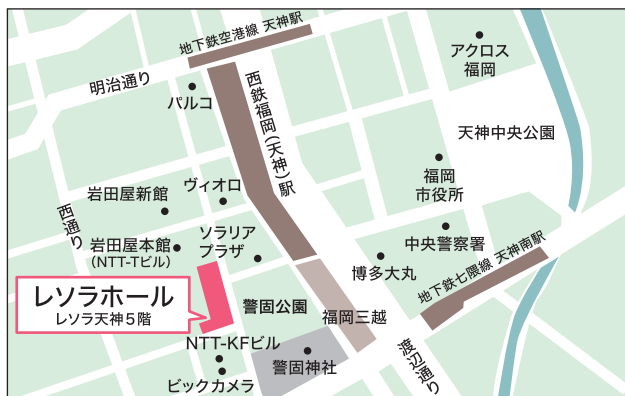 地下鉄空港線 天神駅
アクロス
福岡
明治通り
パルコ
西鉄福岡(天神)駅
天神中央公園
福岡
市役所
岩田屋新館
ヴィオロ
西通り
岩田屋本館
(NTT-Tビル)
ソラリア
プラザ
中央警察署
博多大丸
地下鉄七隈線 天神南駅
レソラホール
レソラ天神5階
警固公園
福岡三越
NTT-KFビル
警固神社
渡辺通り
ビックカメラ